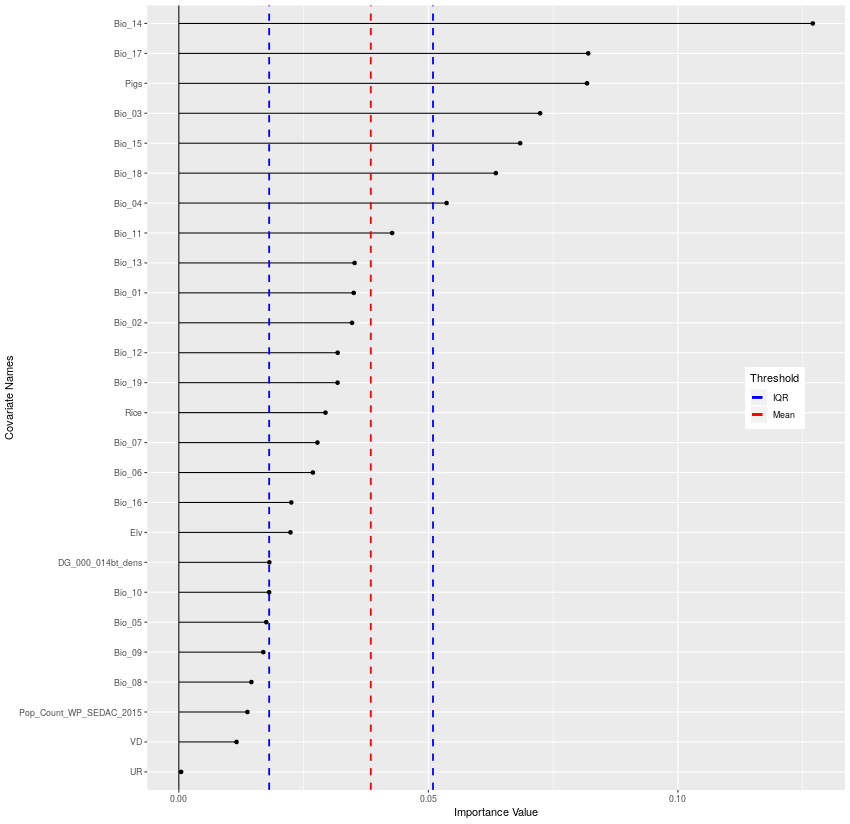 Bio_14
Bio_17
Pigs
Bio_03
Bio_15
Bio_18
Bio_04
Bio_11
Bio_13
Bio_01
Bio_02
Bio_12
Bio_19
Rice
Bio_07
Bio_06
Bio_16
Elv
DG_000_014bt_dens
Bio_10
Bio_05
Bio_09
Bio_08
Pop_Count_WP_SEDAC_2015
VD
UR
Covariate Names
0.00 0.05 0.10
Importance Value
Threshold
IQR
Mean